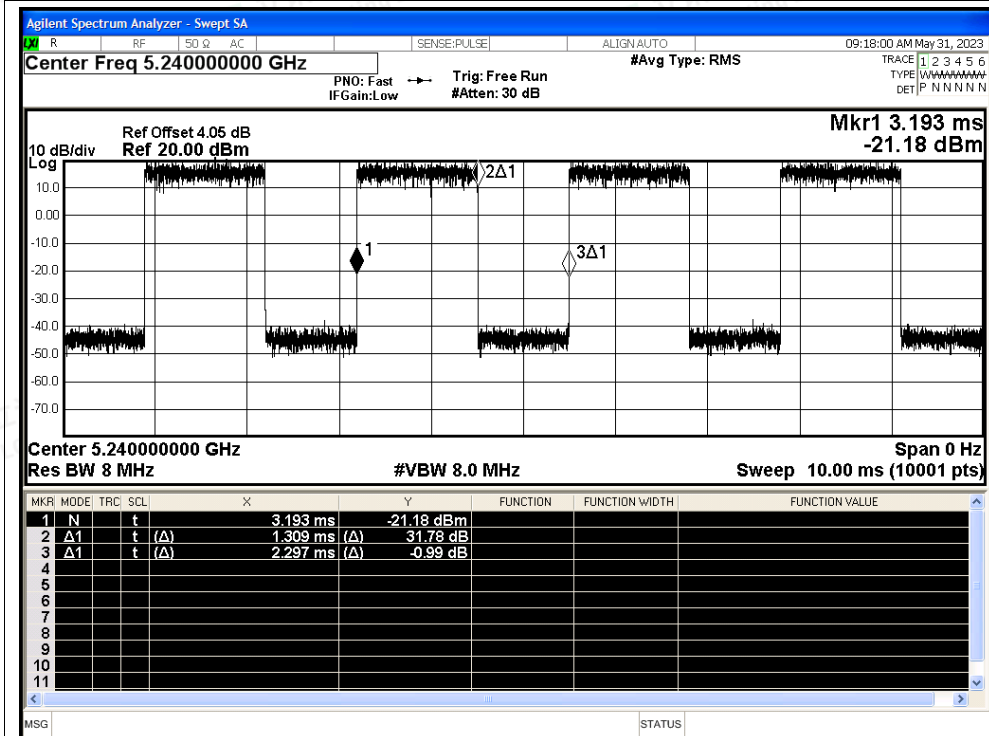 Agilent Spectrum Analyzer - Swept SA
LXI R RF 50 Ω AC SENSE:PULSE ALIGN AUTO 09:18:00 AM May 31, 2023
Center Freq 5.240000000 GHz #Avg Type: RMS TRACE 1 2 3 4 5 6
PNO: Fast Trig: Free Run TYPE
IFGain:Low #Atten: 30 dB DET P N N N N N
Mkr1 3.193 ms
Ref Offset 4.05 dB
10 dB/div Ref 20.00 dBm -21.18 dBm
Log
2Δ1
10.0
0.00
-10.0
1
3Δ1
-20.0
-30.0
-40.0
-50.0
-60.0
-70.0
Center 5.240000000 GHz Span 0 Hz
Res BW 8 MHz #VBW 8.0 MHz Sweep 10.00 ms (10001 pts)
MKR MODE TRC SCL X Y FUNCTION FUNCTION WIDTH FUNCTION VALUE
1 N t 3.193 ms -21.18 dBm
2 Δ1 t (Δ) 1.309 ms (Δ) 31.78 dB
3 Δ1 t (Δ) 2.297 ms (Δ) -0.99 dB
4
5
6
7
8
9
10
11
MSG STATUS